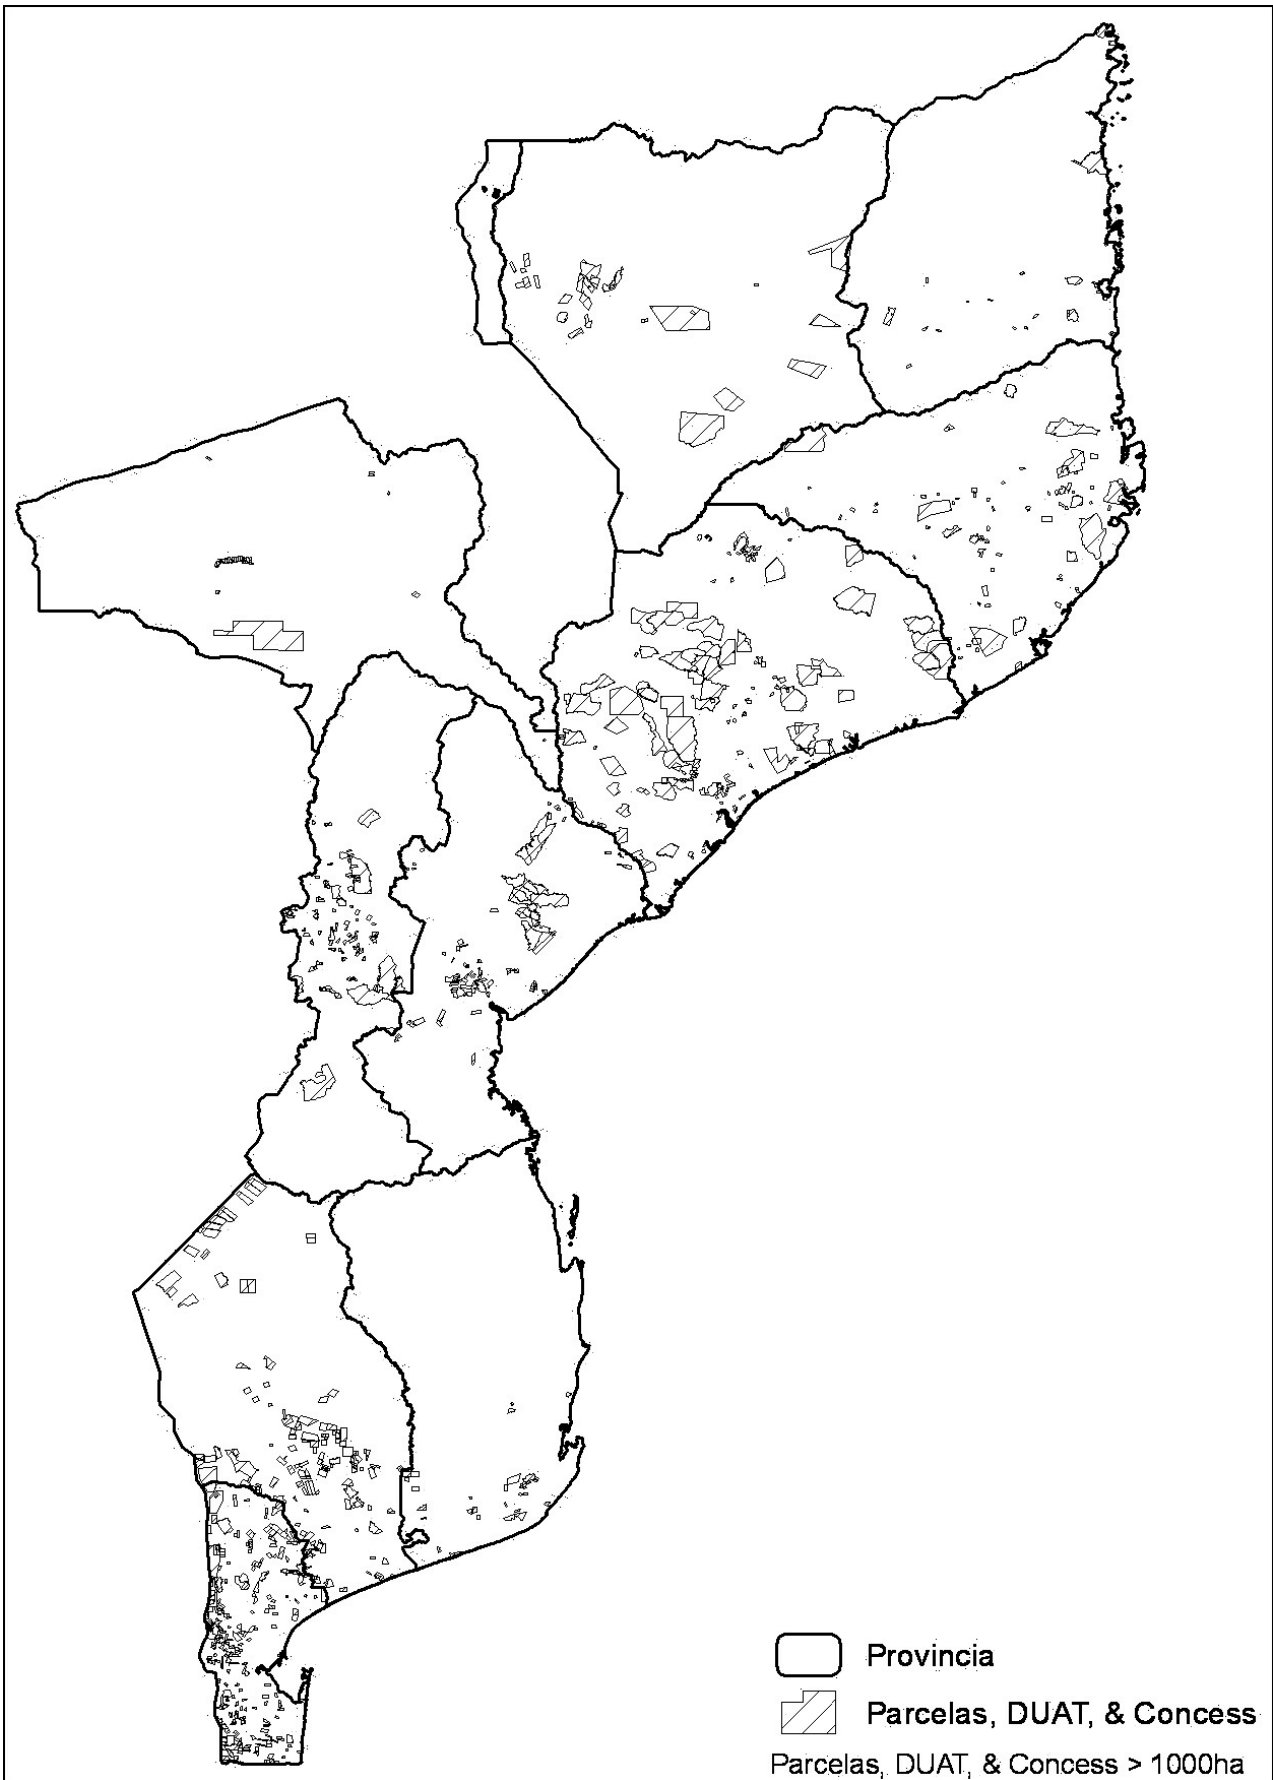 Provincia
Parcelas, DUAT, & Concess
Parcelas, DUAT, & Concess > 1000ha